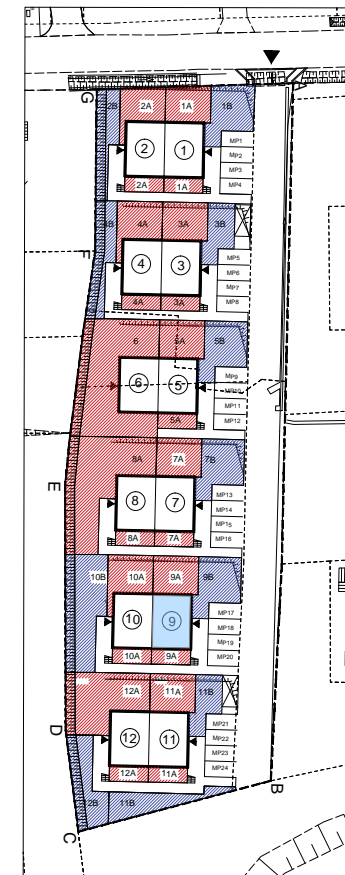 G
2B 2A 1A 1B
2 1
MP1
MP2
MP3
MP4
2A 1A
4A 3A 3B
F
4 3
MP5
MP6
MP7
MP8
4A 3A
6 5A 5B
6 5
MP9
MP10
MP11
MP12
5A
8A 7A 7B
E
8 7
MP13
MP14
MP15
MP16
8A 7A
10B 10A 9A 9B
10 9
MP17
MP18
MP19
MP20
10A 9A
12A 11A 11B
D
12 11
MP21
MP22
MP23
MP24
12A 11A
B
2B 11B
C